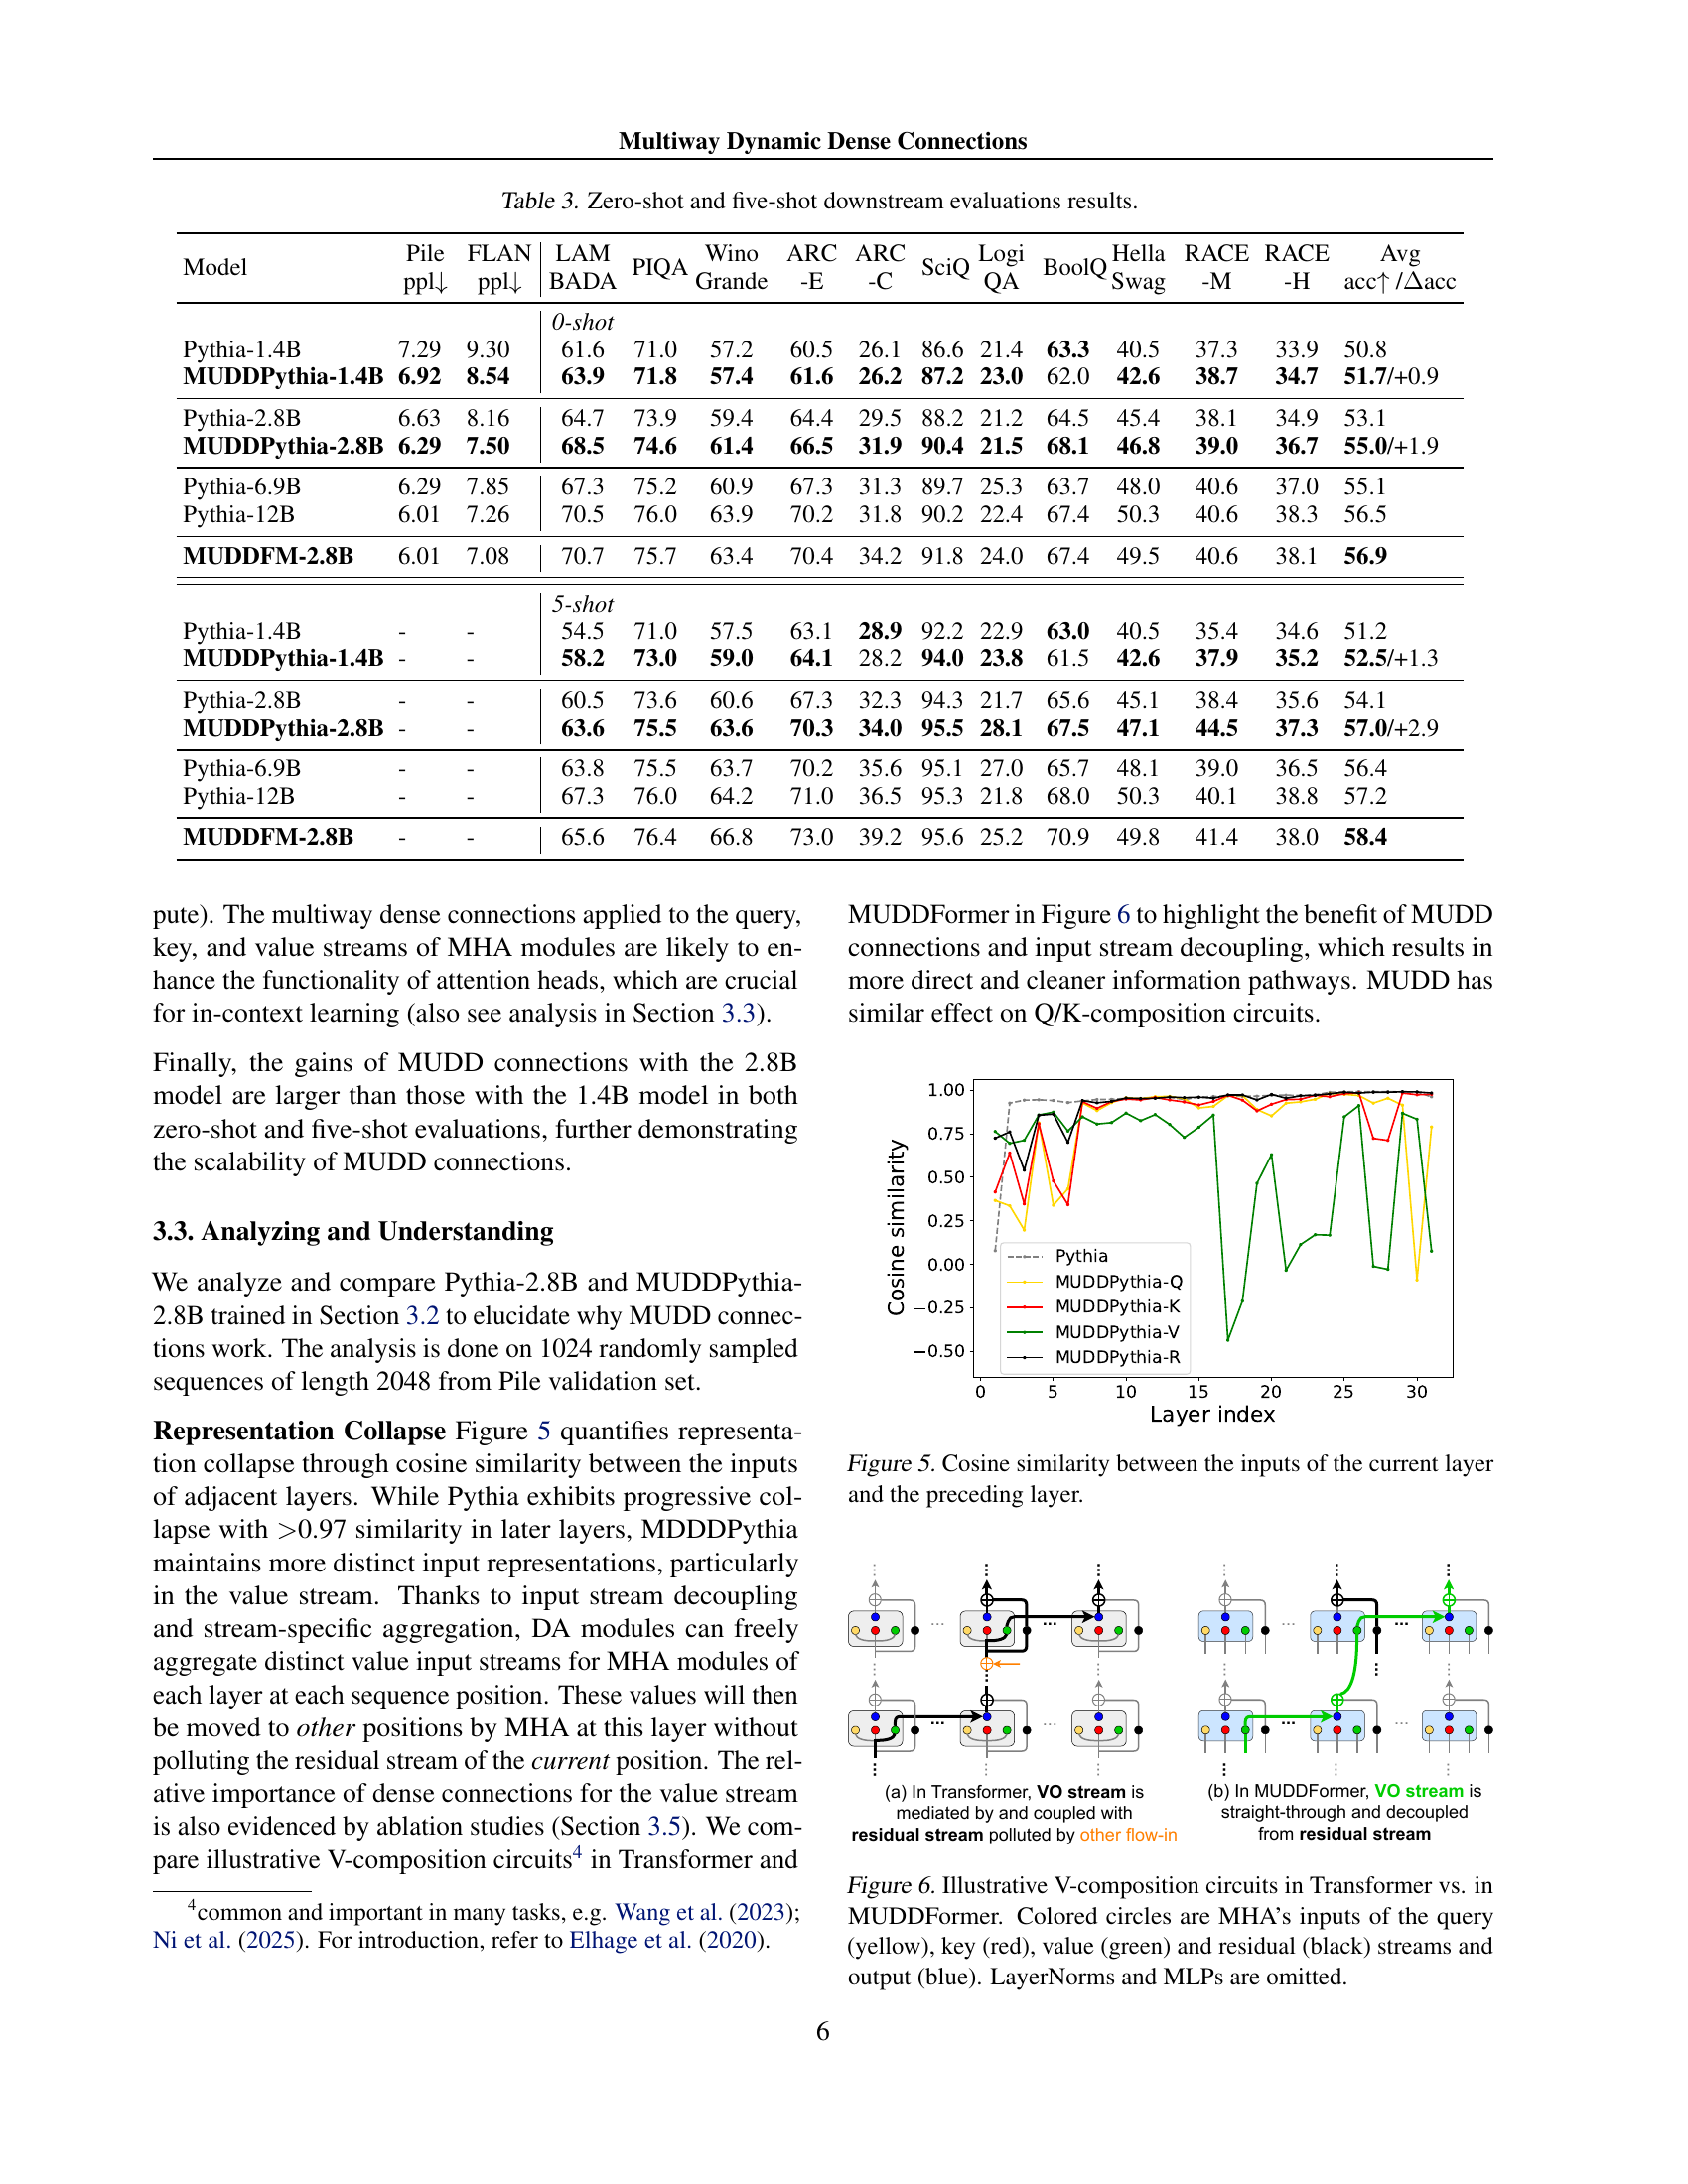 Multiway Dynamic Dense Connections
Table 3. Zero-shot and five-shot downstream evaluations results.
Model Pile ppl↓ FLAN ppl↓ LAM BADA PIQA Wino Grande ARC -E ARC -C SciQ Logi QA BoolQ Hella Swag RACE -M RACE -H Avg acc↑ /Δacc
0-shot
Pythia-1.4B 7.29 9.30 61.6 71.0 57.2 60.5 26.1 86.6 21.4 63.3 40.5 37.3 33.9 50.8
MUDDPythia-1.4B 6.92 8.54 63.9 71.8 57.4 61.6 26.2 87.2 23.0 62.0 42.6 38.7 34.7 51.7/+0.9
Pythia-2.8B 6.63 8.16 64.7 73.9 59.4 64.4 29.5 88.2 21.2 64.5 45.4 38.1 34.9 53.1
MUDDPythia-2.8B 6.29 7.50 68.5 74.6 61.4 66.5 31.9 90.4 21.5 68.1 46.8 39.0 36.7 55.0/+1.9
Pythia-6.9B 6.29 7.85 67.3 75.2 60.9 67.3 31.3 89.7 25.3 63.7 48.0 40.6 37.0 55.1
Pythia-12B 6.01 7.26 70.5 76.0 63.9 70.2 31.8 90.2 22.4 67.4 50.3 40.6 38.3 56.5
MUDDFM-2.8B 6.01 7.08 70.7 75.7 63.4 70.4 34.2 91.8 24.0 67.4 49.5 40.6 38.1 56.9
5-shot
Pythia-1.4B - - 54.5 71.0 57.5 63.1 28.9 92.2 22.9 63.0 40.5 35.4 34.6 51.2
MUDDPythia-1.4B - - 58.2 73.0 59.0 64.1 28.2 94.0 23.8 61.5 42.6 37.9 35.2 52.5/+1.3
Pythia-2.8B - - 60.5 73.6 60.6 67.3 32.3 94.3 21.7 65.6 45.1 38.4 35.6 54.1
MUDDPythia-2.8B - - 63.6 75.5 63.6 70.3 34.0 95.5 28.1 67.5 47.1 44.5 37.3 57.0/+2.9
Pythia-6.9B - - 63.8 75.5 63.7 70.2 35.6 95.1 27.0 65.7 48.1 39.0 36.5 56.4
Pythia-12B - - 67.3 76.0 64.2 71.0 36.5 95.3 21.8 68.0 50.3 40.1 38.8 57.2
MUDDFM-2.8B - - 65.6 76.4 66.8 73.0 39.2 95.6 25.2 70.9 49.8 41.4 38.0 58.4
pute). The multiway dense connections applied to the query,
key, and value streams of MHA modules are likely to en-
hance the functionality of attention heads, which are crucial
for in-context learning (also see analysis in Section 3.3).
Finally, the gains of MUDD connections with the 2.8B
model are larger than those with the 1.4B model in both
zero-shot and five-shot evaluations, further demonstrating
the scalability of MUDD connections.
3.3. Analyzing and Understanding
We analyze and compare Pythia-2.8B and MUDDPythia-
2.8B trained in Section 3.2 to elucidate why MUDD connec-
tions work. The analysis is done on 1024 randomly sampled
sequences of length 2048 from Pile validation set.
Representation Collapse Figure 5 quantifies representa-
tion collapse through cosine similarity between the inputs
of adjacent layers. While Pythia exhibits progressive col-
lapse with >0.97 similarity in later layers, MDDDPythia
maintains more distinct input representations, particularly
in the value stream. Thanks to input stream decoupling
and stream-specific aggregation, DA modules can freely
aggregate distinct value input streams for MHA modules of
each layer at each sequence position. These values will then
be moved to other positions by MHA at this layer without
polluting the residual stream of the current position. The rel-
ative importance of dense connections for the value stream
is also evidenced by ablation studies (Section 3.5). We com-
pare illustrative V-composition circuits4 in Transformer and
4common and important in many tasks, e.g. Wang et al. (2023);
Ni et al. (2025). For introduction, refer to Elhage et al. (2020).
MUDDFormer in Figure 6 to highlight the benefit of MUDD
connections and input stream decoupling, which results in
more direct and cleaner information pathways. MUDD has
similar effect on Q/K-composition circuits.
Cosine similarity
1.00
0.75
0.50
0.25
0.00
−0.25
−0.50
Pythia
MUDDPythia-Q
MUDDPythia-K
MUDDPythia-V
MUDDPythia-R
0 5 10 15 20 25 30
Layer index
Figure 5. Cosine similarity between the inputs of the current layer
and the preceding layer.
(a) In Transformer, VO stream is
mediated by and coupled with
residual stream polluted by other flow-in
(b) In MUDDFormer, VO stream is
straight-through and decoupled
from residual stream
Figure 6. Illustrative V-composition circuits in Transformer vs. in
MUDDFormer. Colored circles are MHA's inputs of the query
(yellow), key (red), value (green) and residual (black) streams and
output (blue). LayerNorms and MLPs are omitted.
6